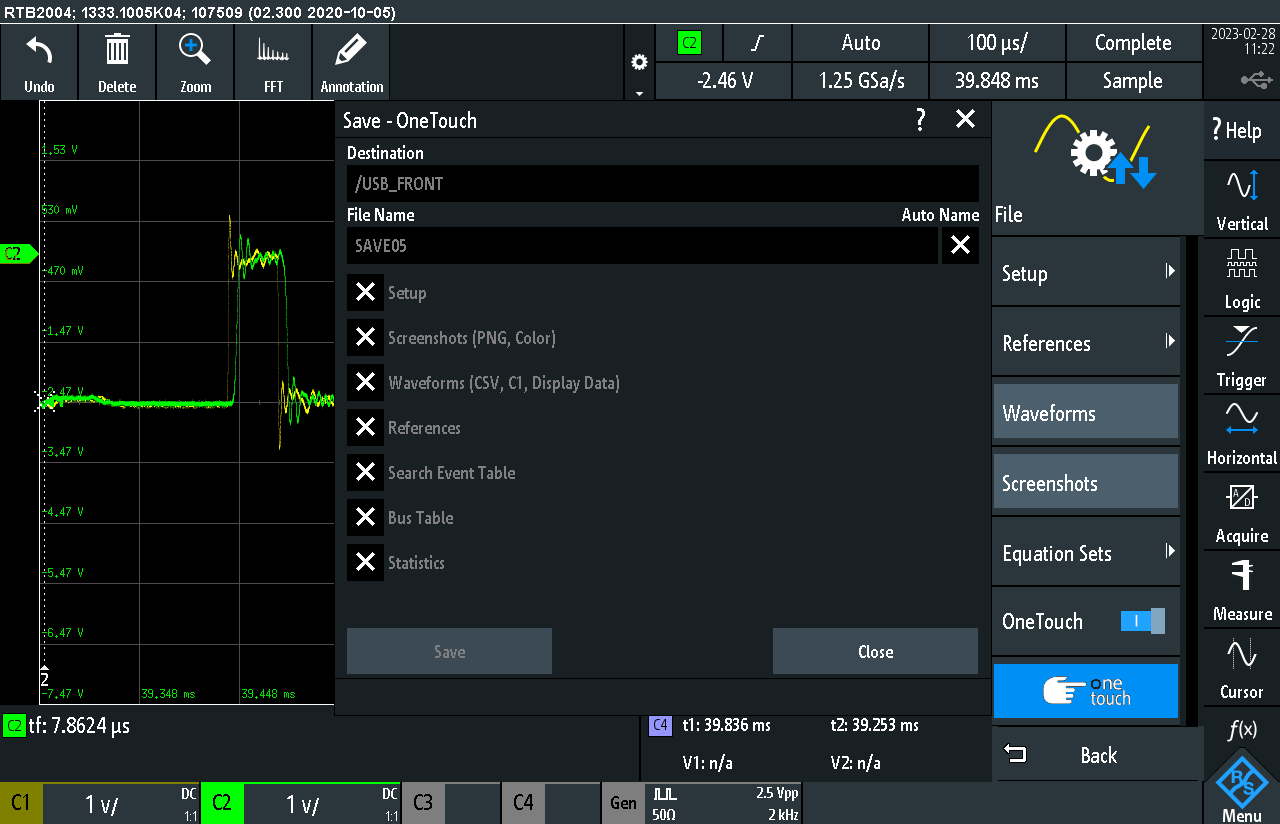 RTB2004; 1333.1005K04; 107509 (02.300 2020-10-05)
Undo
Delete
Zoom
FFT
Annotation
C2
Auto
100 µs/
Complete
2023-02-28
11:22
-2.46 V
1.25 GSa/s
39.848 ms
Sample
Save - OneTouch
?
Destination
/USB_FRONT
File Name
Auto Name
SAVE05
Setup
Screenshots (PNG, Color)
Waveforms (CSV, C1, Display Data)
References
Search Event Table
Bus Table
Statistics
Save
Close
1.53 V
530 mV
C2
-470 mV
-1.47 V
-2.47 V
-3.47 V
-4.47 V
-5.47 V
-6.47 V
2
-7.47 V
39.348 ms
39.448 ms
File
Setup
References
Waveforms
Screenshots
Equation Sets
OneTouch
I
one
touch
Back
? Help
Vertical
Logic
Trigger
Horizontal
A/D
Acquire
Measure
Cursor
f(x)
R/S
Menu
C2 tf: 7.8624 µs
C4 t1: 39.836 ms
t2: 39.253 ms
V1: n/a
V2: n/a
C1
1 V/
DC
1:1
C2
1 V/
DC
1:1
C3
C4
Gen
50Ω
2.5 Vpp
2 kHz